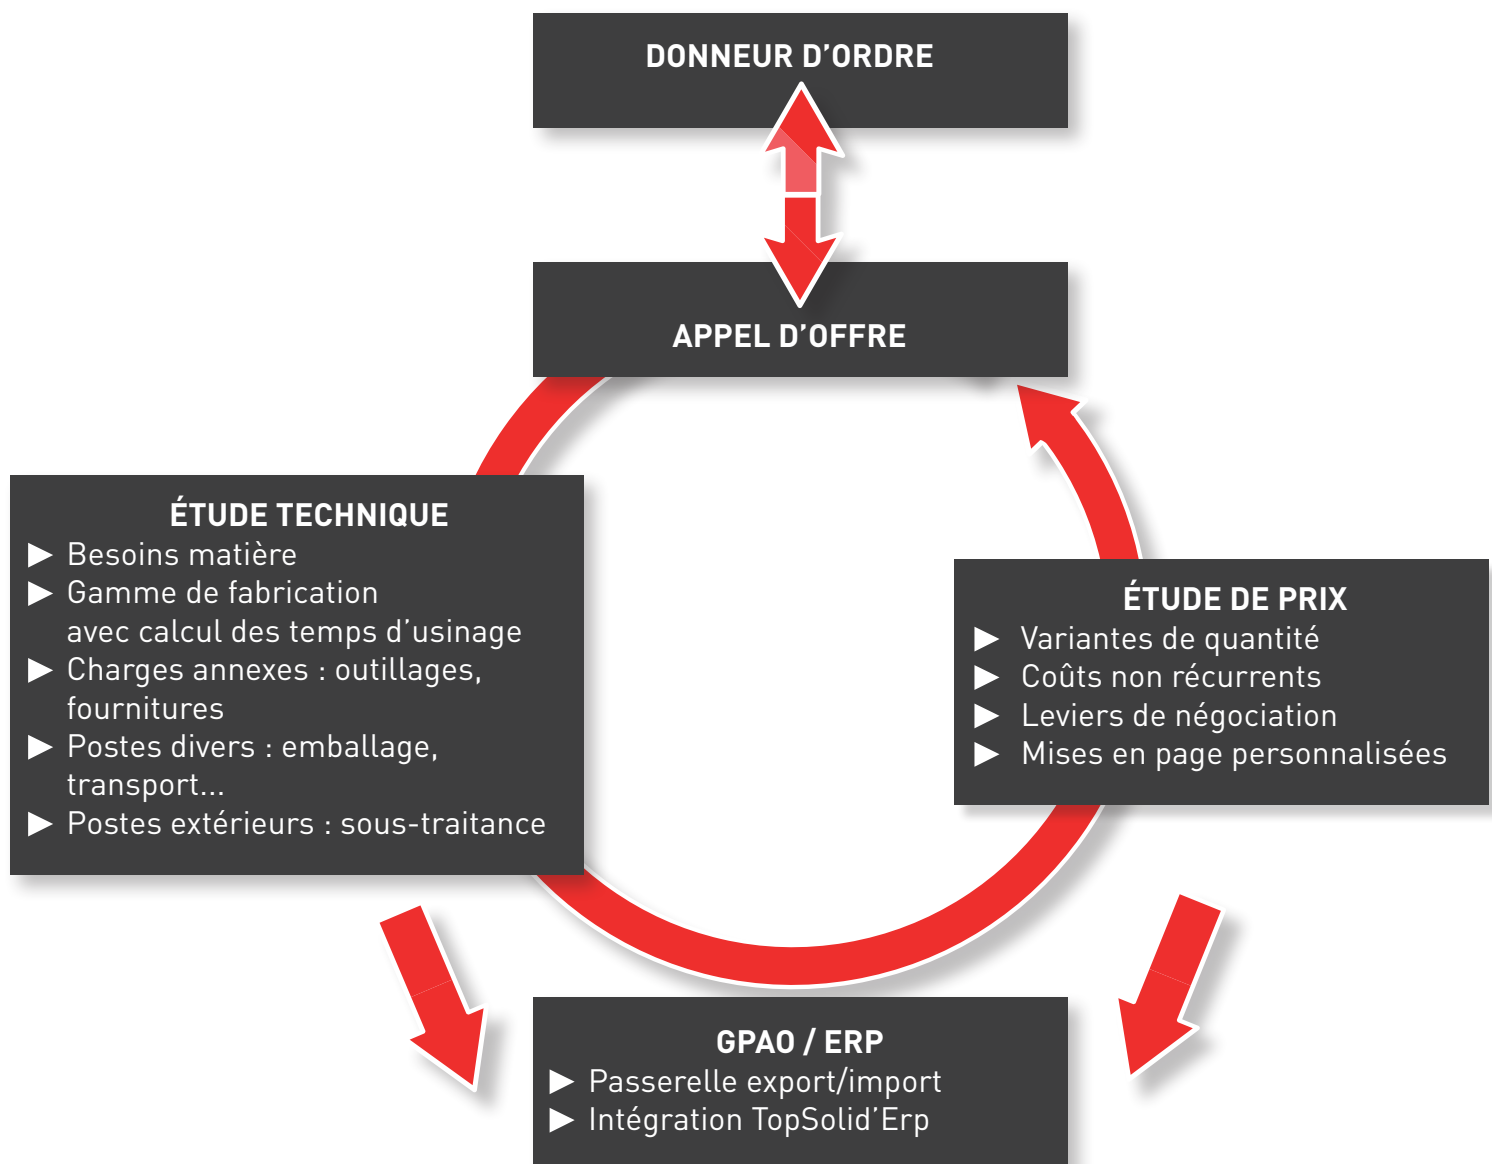 DONNEUR D’ORDRE
APPEL D’OFFRE
ÉTUDE TECHNIQUE
▶ Besoins matière
▶ Gamme de fabrication
avec calcul des temps d’usinage
▶ Charges annexes : outillages,
fournitures
▶ Postes divers : emballage,
transport...
▶ Postes extérieurs : sous-traitance
ÉTUDE DE PRIX
▶ Variantes de quantité
▶ Coûts non récurrents
▶ Leviers de négociation
▶ Mises en page personnalisées
GPAO / ERP
▶ Passerelle export/import
▶ Intégration TopSolid’Erp